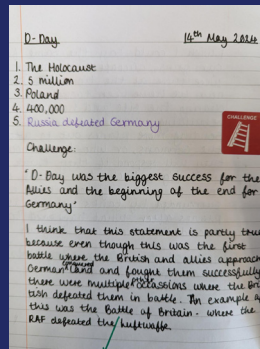 D-Day 14th May 2024
1. The Holocaust
2. 5 million
3. Poland
4. 400,000
5. Russia defeated Germany
CHALLENGE
Challenge:
"D-Day was the biggest success for the
Allies and the beginning of the end for
Germany"
I think that this statement is partly true
because even though this was the first
battle where the British and allies approach
German conquered land and fought them successfully
there were multiple other occassions where the Bri
tish defeated them in battle. An example of
this was the Battle of Britain - where the
RAF defeated the Luftwaffe.